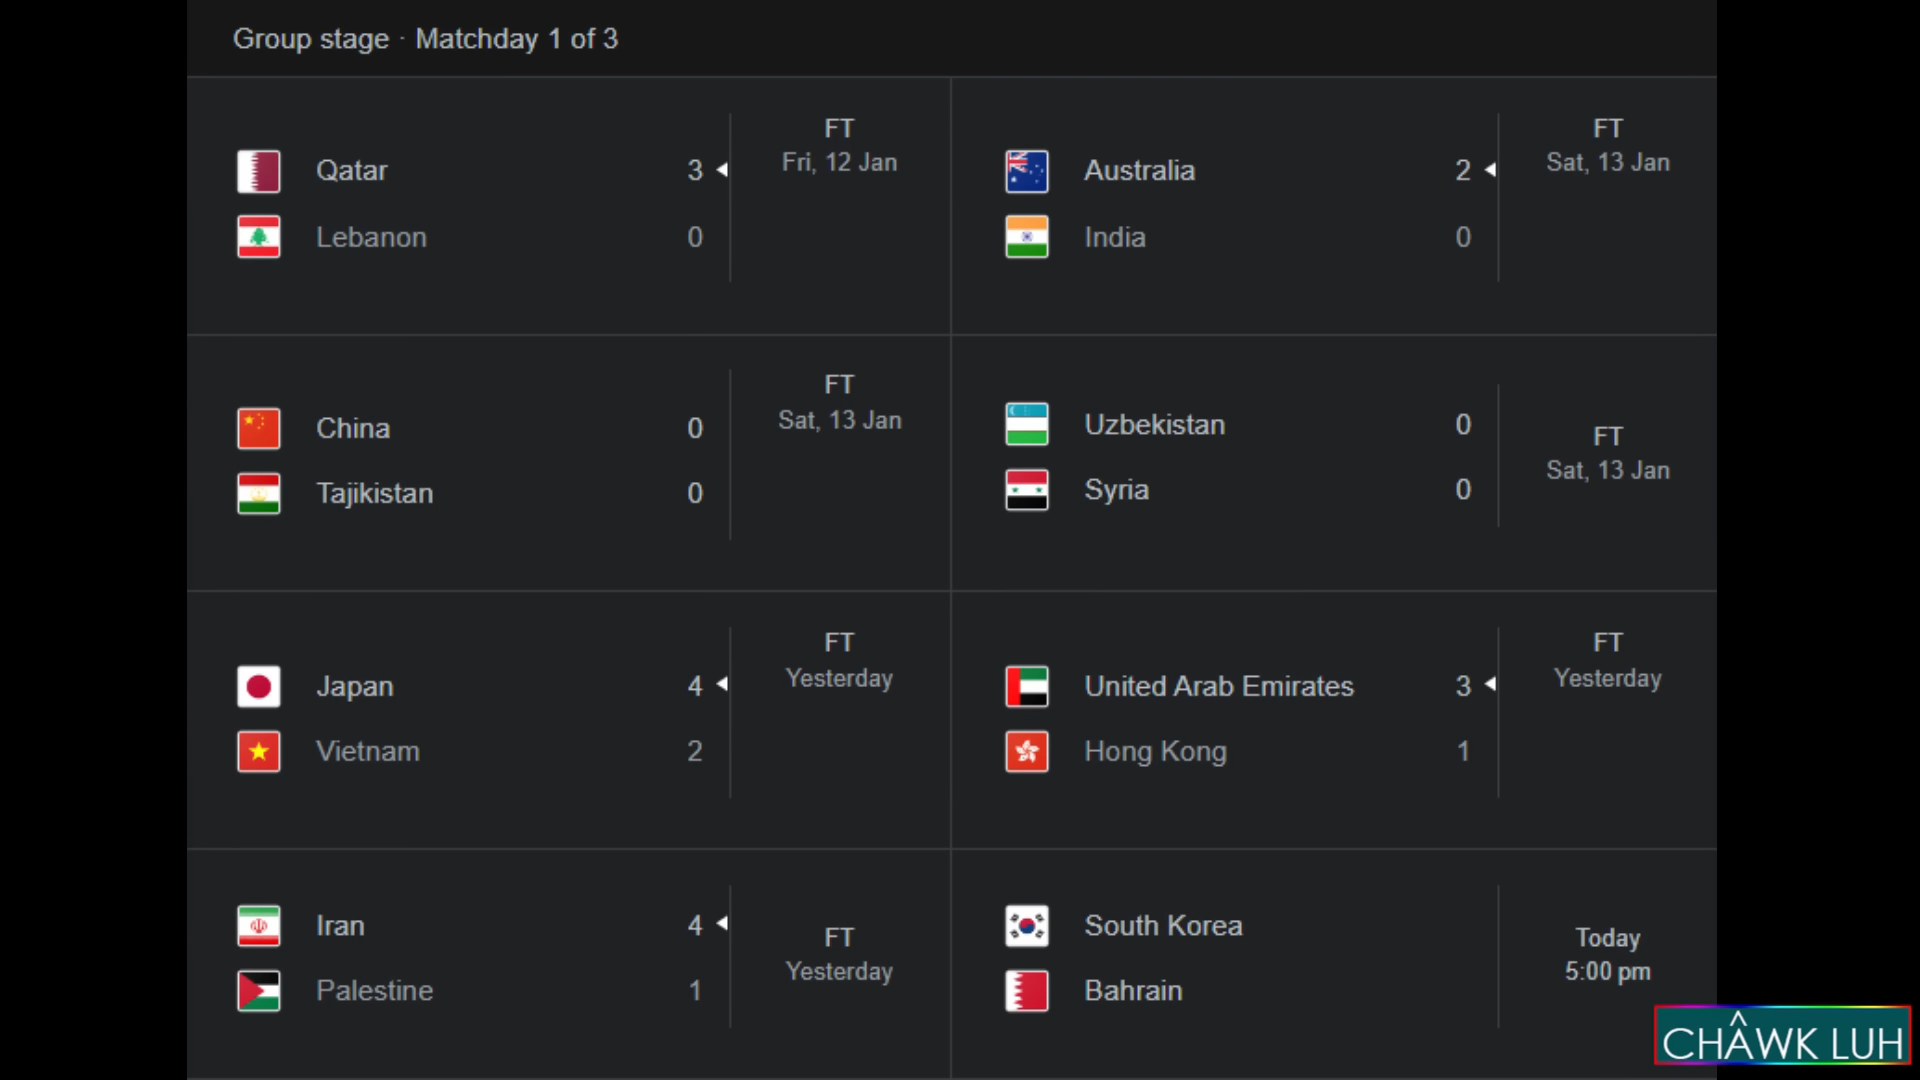 Group stage · Matchday 1 of 3
Qatar 3
Lebanon 0
FT
Fri, 12 Jan
Australia 2
India 0
FT
Sat, 13 Jan
China 0
Tajikistan 0
FT
Sat, 13 Jan
Uzbekistan 0
Syria 0
FT
Sat, 13 Jan
Japan 4
Vietnam 2
FT
Yesterday
United Arab Emirates 3
Hong Kong 1
FT
Yesterday
Iran 4
Palestine 1
FT
Yesterday
South Korea
Bahrain
Today
5:00 pm
CHÂWK LUH